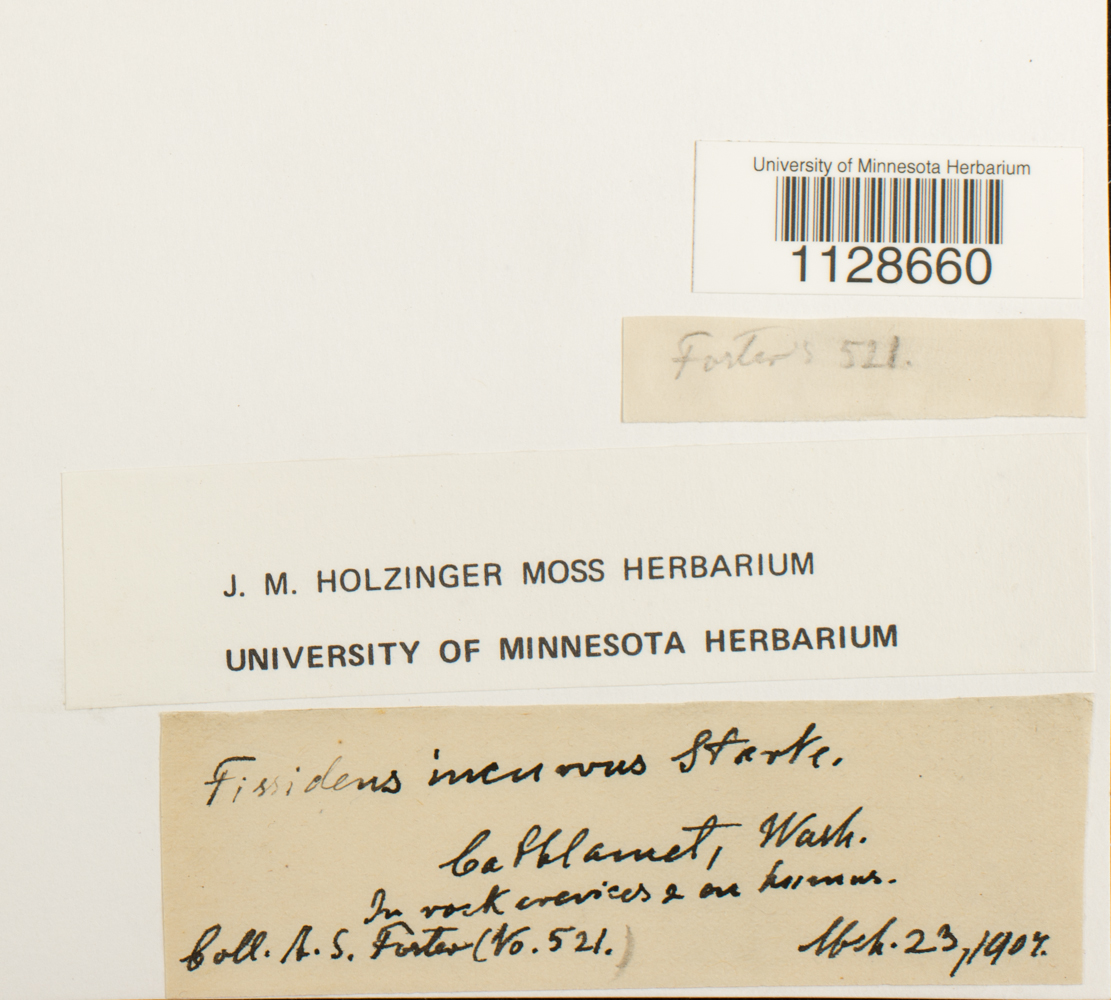 University of Minnesota Herbarium
1128660
Foster's 521.
J. M. HOLZINGER MOSS HERBARIUM
UNIVERSITY OF MINNESOTA HERBARIUM
Fissidens incurvus Starke.
Cathlamet, Wash.
In rock crevices & on humus.
Coll. A. S. Foster (No. 521.)
Mch. 23, 1907.